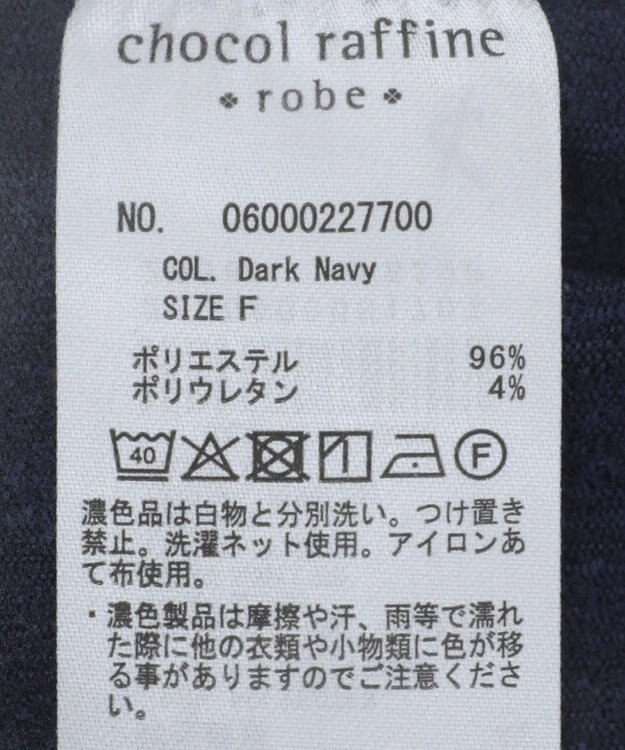 chocol raffine
robe
NO. 06000227700
COL. Dark Navy
SIZE F
ポリエステル 96%
ポリウレタン 4%
40 F
濃色品は白物と分別洗い。つけ置き
禁止。洗濯ネット使用。アイロンあ
て布使用。
・濃色製品は摩擦や汗、雨等で濡れ
た際に他の衣類や小物類に色が移
る事がありますのでご注意くださ
い。